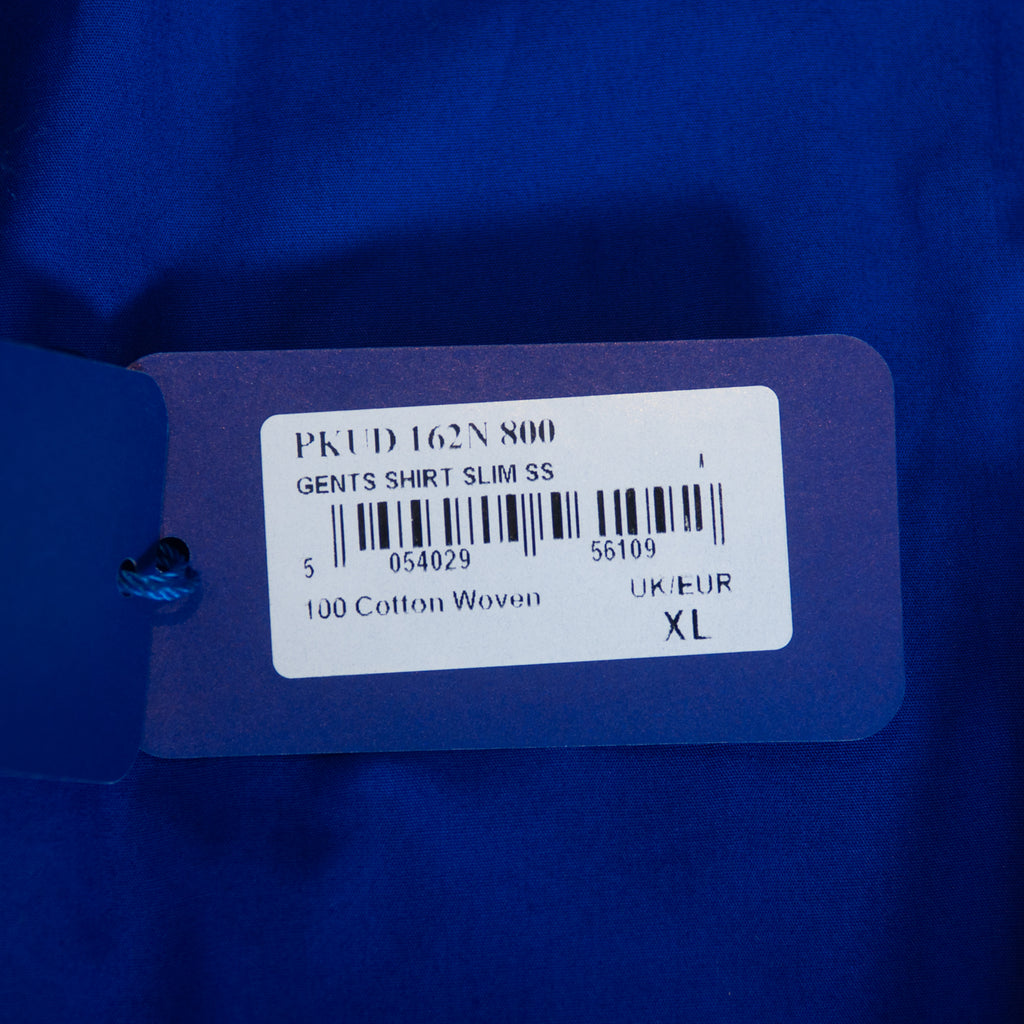 PKUD 162N 800
GENTS SHIRT SLIM SS
5 054029 56109
100 Cotton Woven
UK/EUR
XL